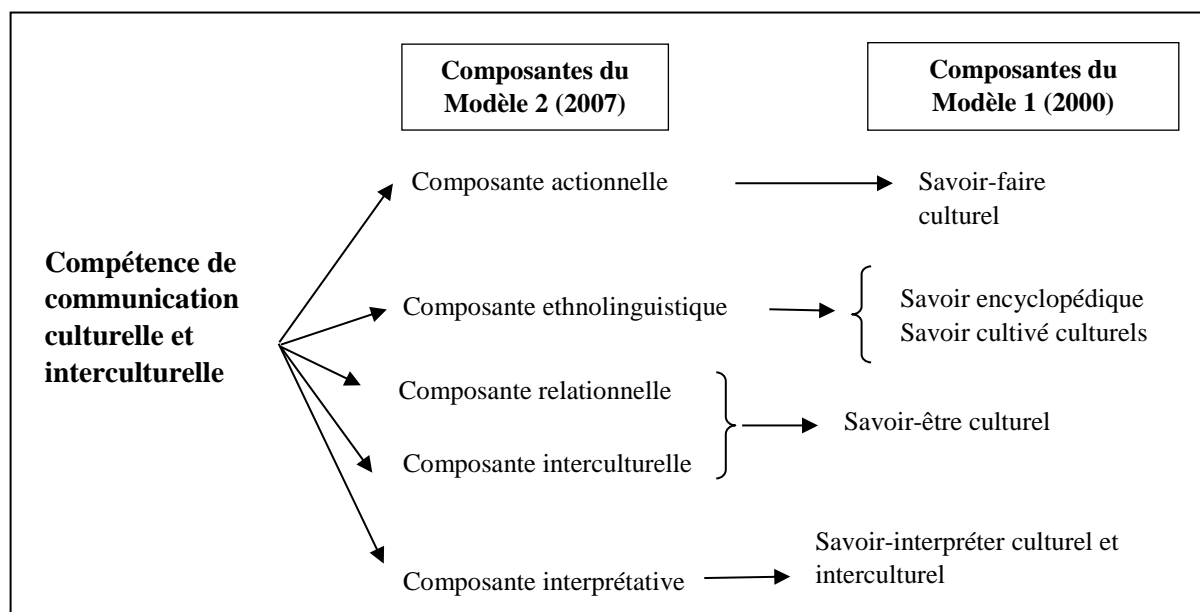 Composantes du
Modèle 2 (2007)
Composantes du
Modèle 1 (2000)
Composante actionnelle
Savoir-faire
culturel
Compétence de
communication
culturelle et
interculturelle
Composante ethnolinguistique
Savoir encyclopédique
Savoir cultivé culturels
Composante relationnelle
Composante interculturelle
Savoir-être culturel
Composante interprétative
Savoir-interpréter culturel et
interculturel